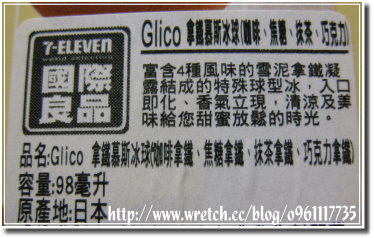 Glico 拿鐵慕斯冰球(咖啡、焦糖、抹茶、巧克力)
7-ELEVEN
國際
良品
富含4種風味的雪泥拿鐵凝
露結成的特殊球型冰，入口
即化、香氣立現，清涼及美
味給您甜蜜放鬆的時光。
品名:Glico 拿鐵慕斯冰球(咖啡拿鐵、焦糖拿鐵、抹茶拿鐵、巧克力拿鐵)
容量:98毫升
原產地:日本
http://www.wretch.cc/blog/o961117735